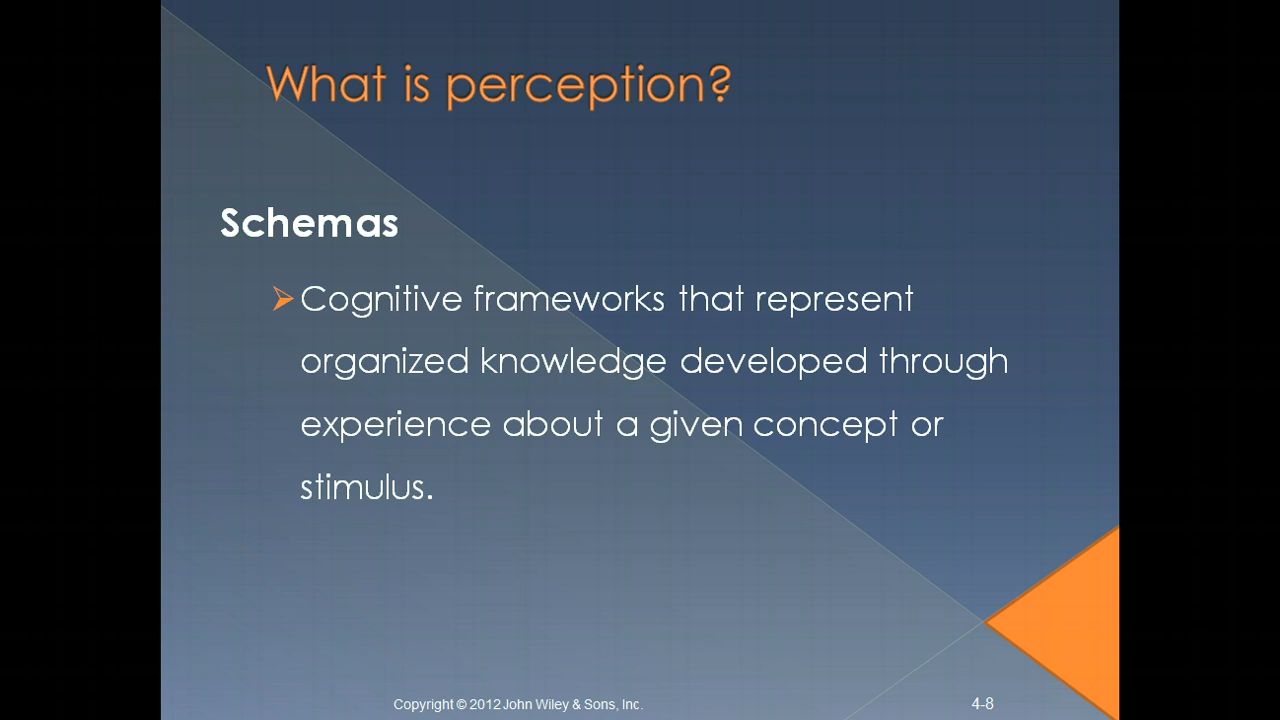 What is perception?
Schemas
Cognitive frameworks that represent
organized knowledge developed through
experience about a given concept or
stimulus.
Copyright © 2012 John Wiley & Sons, Inc.
4-8